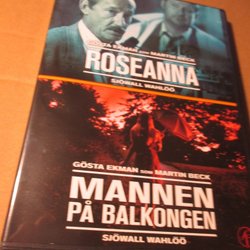 GÖSTA EKMAN SOM MARTIN BECK
ROSEANNA
SJÖWALL WAHLÖÖ
GÖSTA EKMAN SOM MARTIN BECK
MANNEN
PÅ BALKONGEN
SJÖWALL WAHLÖÖ